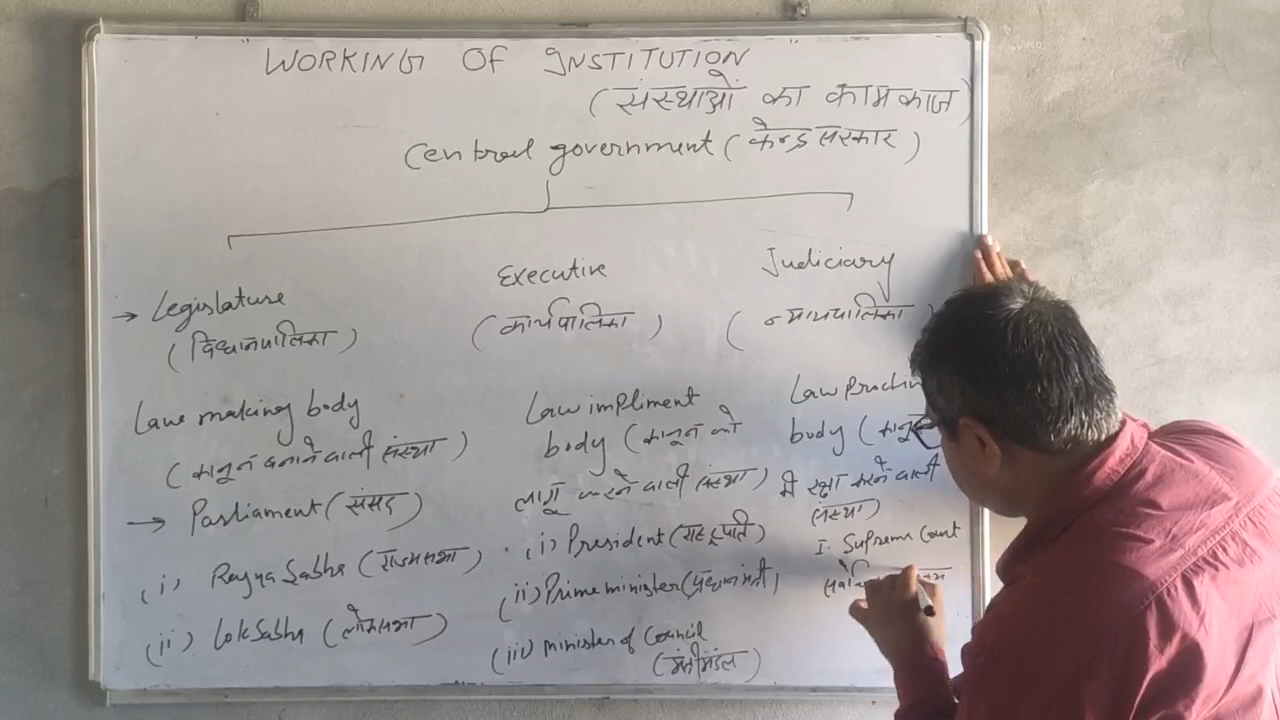 "WORKING OF INSTITUTION
(संस्थाओं का कामकाज)
Central government (केन्द्र सरकार)
→ Legislature
(विधानपालिका)
Executive
(कार्यपालिका)
Judiciary
(न्यायपालिका)
Law making body
(कानून बनाने वाली संस्था)
Law impliment
body (कानून को
लागू करने वाली संस्था)
Law
body (कानून
में रक्षा करने वाली
संस्था)
→ Parliament (संसद)
(i) Rajya Sabha (राज्यसभा)
(ii) Lok Sabha (लोकसभा)
(i) President (राष्ट्रपति)
(ii) Prime minister (प्रधानमंत्री)
(iii) minister of Council
(मंत्रीमंडल)
I. Supreme Court